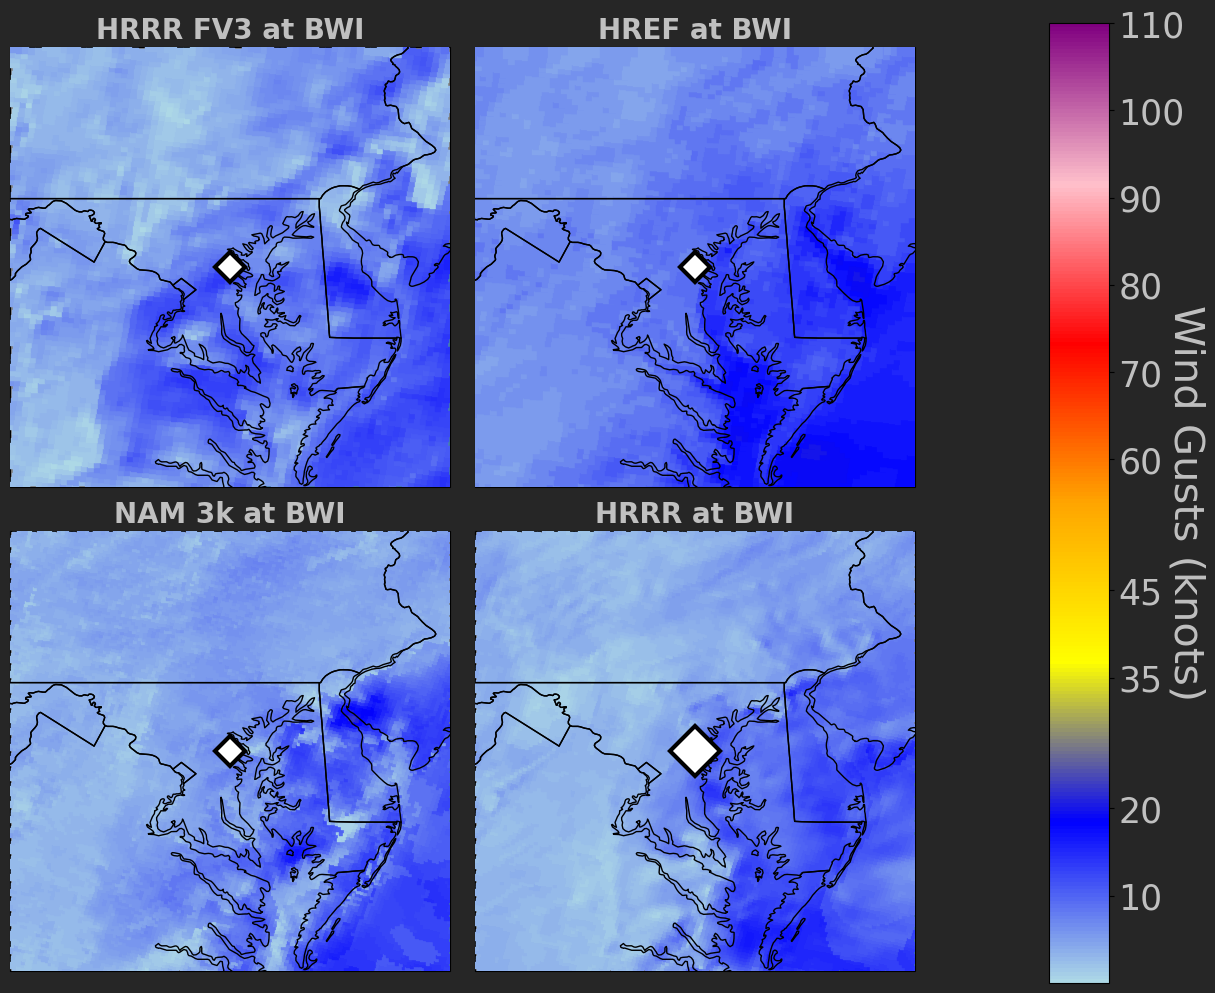 HRRR FV3 at BWI
HREF at BWI
NAM 3k at BWI
HRRR at BWI
110
100
90
80
70
60
45
35
20
10
Wind Gusts (knots)